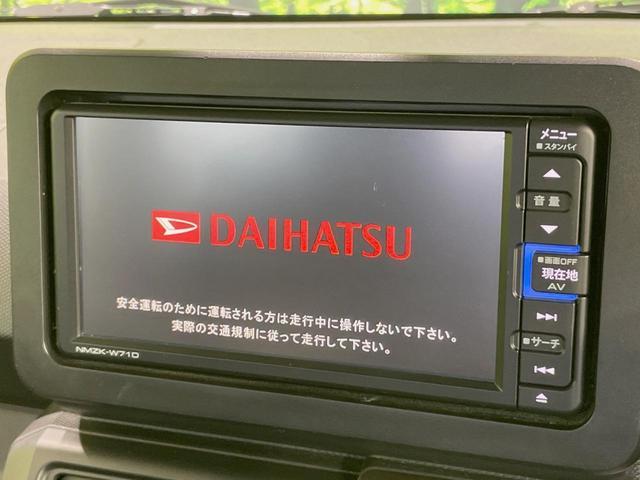 DAIHATSU
安全運転のために運転される方は走行中に操作しないで下さい。
実際の交通規制に従って走行して下さい。
NMZK-W71D
メニュー
スタンバイ
音量
画面OFF
現在地
AV
サーチ